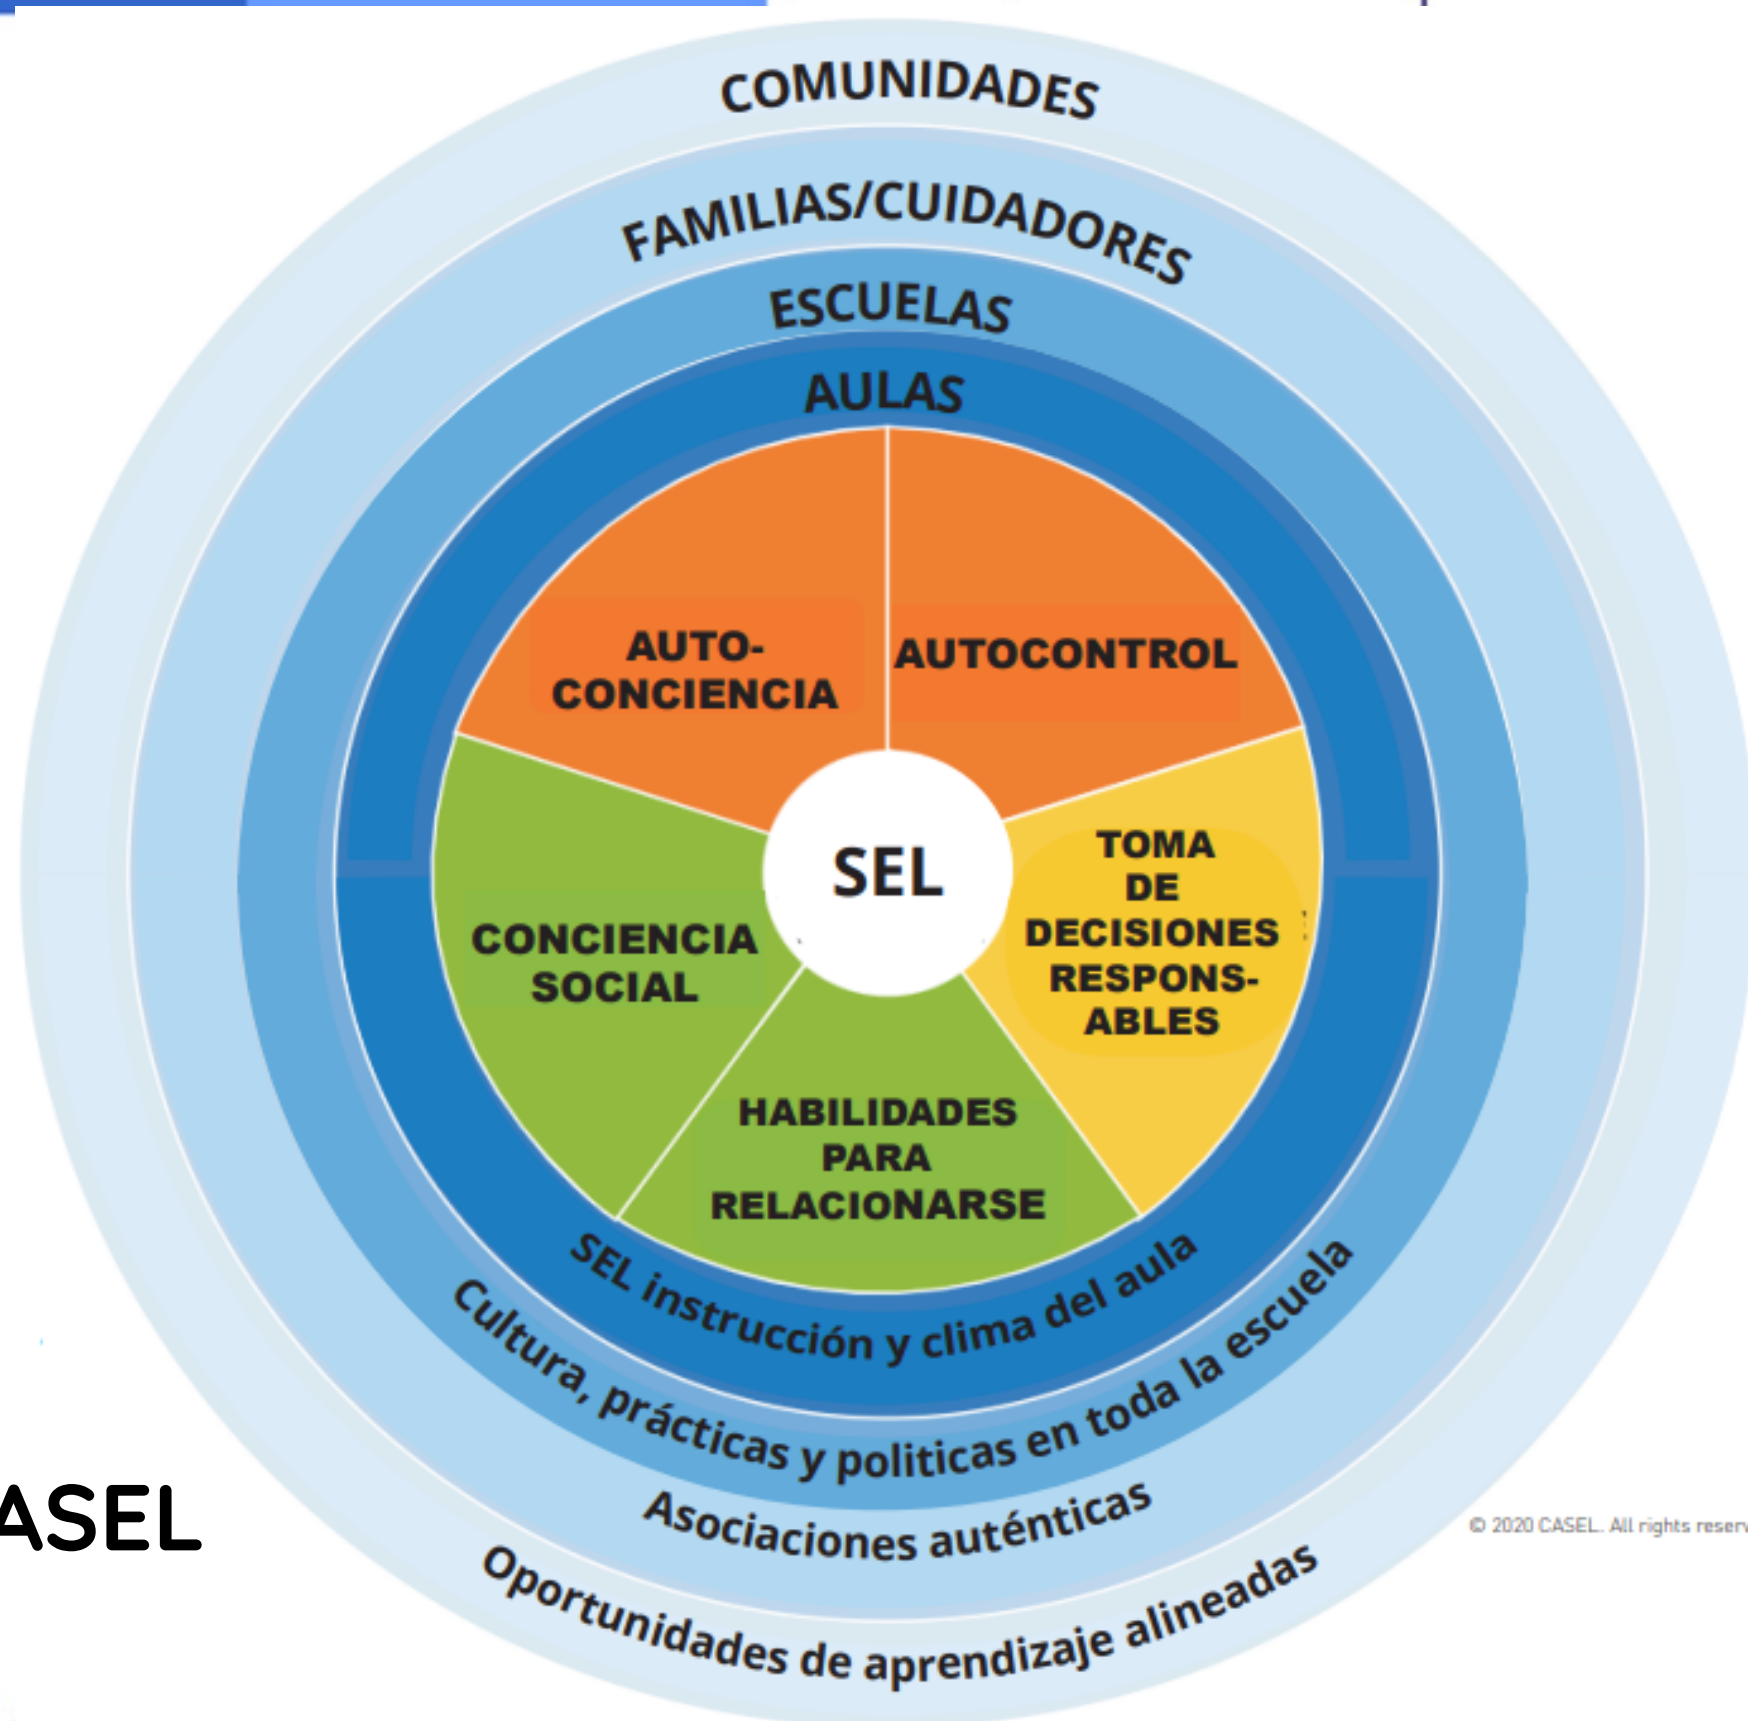 COMUNIDADES
FAMILIAS/CUIDADORES
ESCUELAS
AULAS
AUTO-
CONCIENCIA
AUTOCONTROL
SEL
TOMA
DE
DECISIONES
RESPONS-
ABLES
CONCIENCIA
SOCIAL
HABILIDADES
PARA
RELACIONARSE
SEL instrucción y clima del aula
Cultura, prácticas y politicas en toda la escuela
Asociaciones auténticas
Oportunidades de aprendizaje alineadas
ASEL
© 2020 CASEL. All rights reserv